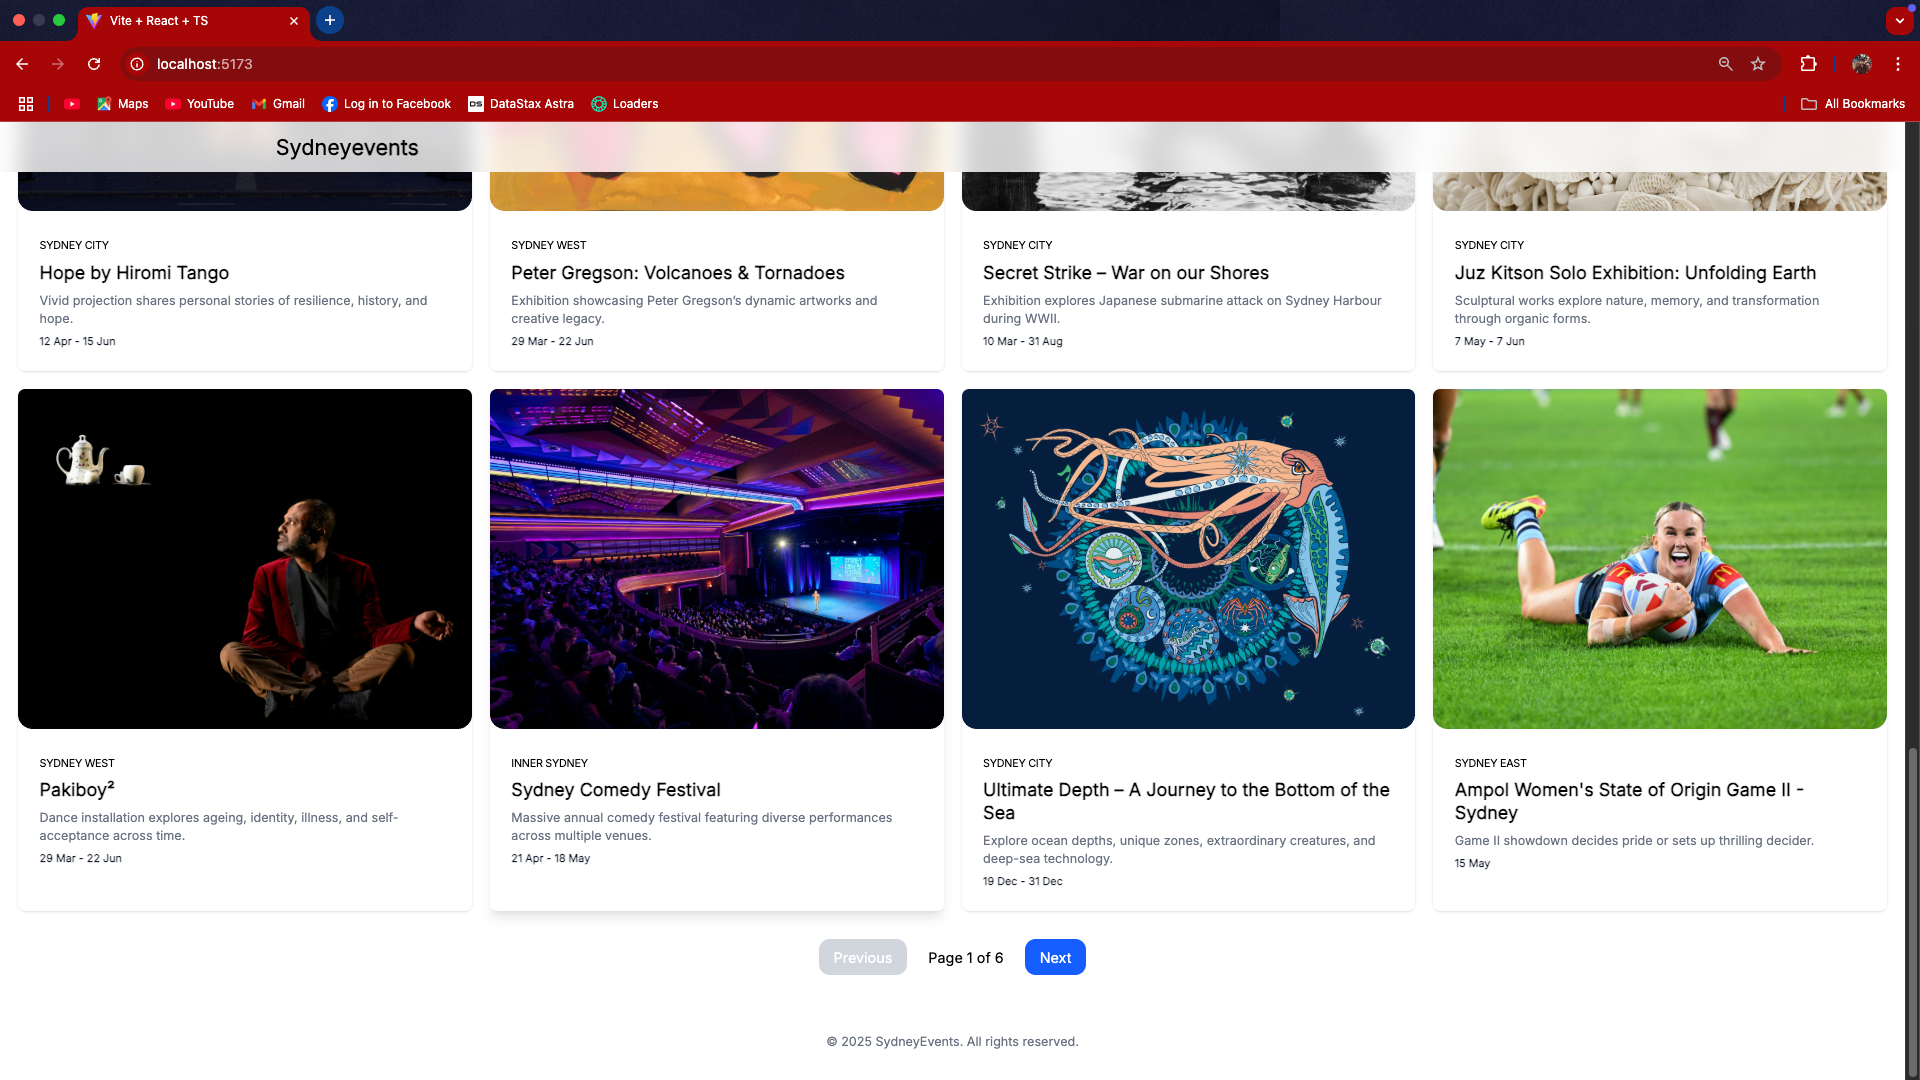 Vite + React + TS
localhost:5173
Maps
YouTube
Gmail
Log in to Facebook
DS
DataStax Astra
Loaders
All Bookmarks
Sydneyevents
SYDNEY CITY
Hope by Hiromi Tango
Vivid projection shares personal stories of resilience, history, and
hope.
12 Apr - 15 Jun
SYDNEY WEST
Peter Gregson: Volcanoes & Tornadoes
Exhibition showcasing Peter Gregson’s dynamic artworks and
creative legacy.
29 Mar - 22 Jun
SYDNEY CITY
Secret Strike – War on our Shores
Exhibition explores Japanese submarine attack on Sydney Harbour
during WWII.
10 Mar - 31 Aug
SYDNEY CITY
Juz Kitson Solo Exhibition: Unfolding Earth
Sculptural works explore nature, memory, and transformation
through organic forms.
7 May - 7 Jun
SYDNEY WEST
Pakiboy²
Dance installation explores ageing, identity, illness, and self-
acceptance across time.
29 Mar - 22 Jun
SYDNEY COMEDY FESTIVAL
INNER SYDNEY
Sydney Comedy Festival
Massive annual comedy festival featuring diverse performances
across multiple venues.
21 Apr - 18 May
SYDNEY CITY
Ultimate Depth – A Journey to the Bottom of the
Sea
Explore ocean depths, unique zones, extraordinary creatures, and
deep-sea technology.
19 Dec - 31 Dec
SYDNEY EAST
Ampol Women's State of Origin Game II -
Sydney
Game II showdown decides pride or sets up thrilling decider.
15 May
Previous
Page 1 of 6
Next
© 2025 SydneyEvents. All rights reserved.